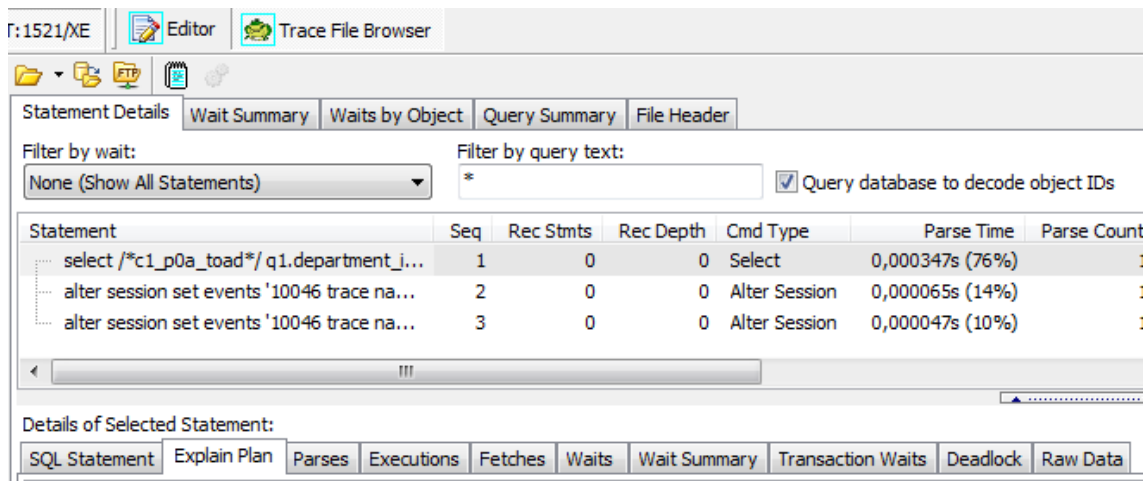 T:1521/XE Editor Trace File Browser
FTP
Statement Details Wait Summary Waits by Object Query Summary File Header
Filter by wait: Filter by query text:
None (Show All Statements) * Query database to decode object IDs
Statement Seq Rec Stmts Rec Depth Cmd Type Parse Time Parse Count
select /*c1_p0a_toad*/ q1.department_i... 1 0 0 Select 0,000347s (76%) 1
alter session set events '10046 trace na... 2 0 0 Alter Session 0,000065s (14%) 1
alter session set events '10046 trace na... 3 0 0 Alter Session 0,000047s (10%) 1
Details of Selected Statement:
SQL Statement Explain Plan Parses Executions Fetches Waits Wait Summary Transaction Waits Deadlock Raw Data